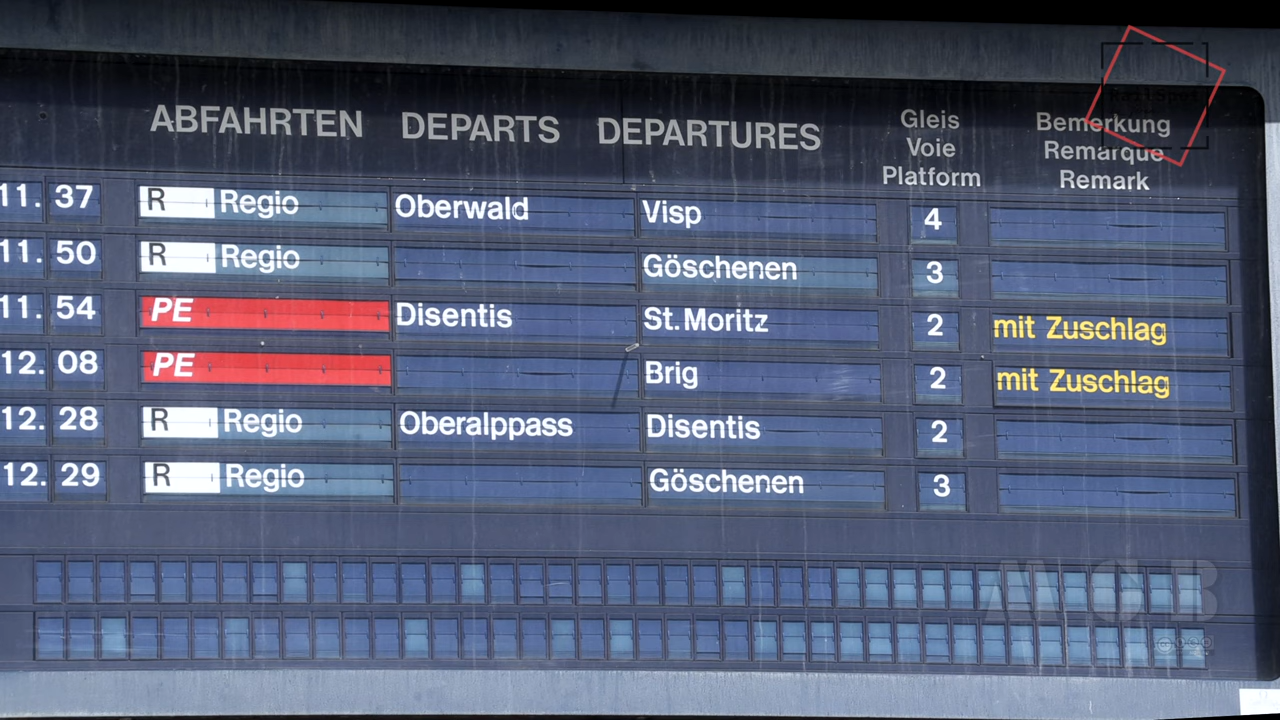 ABFAHRTEN DEPARTS DEPARTURES Gleis Voie Platform Bemerkung Remarque Remark
11. 37 R Regio Oberwald Visp 4
11. 50 R Regio Göschenen 3
11. 54 PE Disentis St. Moritz 2 mit Zuschlag
12. 08 PE Brig 2 mit Zuschlag
12. 28 R Regio Oberalppass Disentis 2
12. 29 R Regio Göschenen 3
MGB